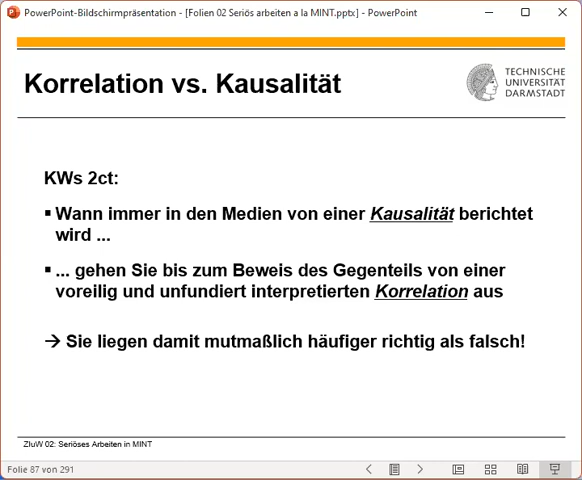 PowerPoint-Bildschirmpräsentation - [Folien 02 Seriös arbeiten a la MINT.pptx] - PowerPoint
Korrelation vs. Kausalität
TECHNISCHE
UNIVERSITÄT
DARMSTADT
KWs 2ct:
▪ Wann immer in den Medien von einer Kausalität berichtet
wird ...
▪ ... gehen Sie bis zum Beweis des Gegenteils von einer
voreilig und unfundiert interpretierten Korrelation aus
→ Sie liegen damit mutmaßlich häufiger richtig als falsch!
ZIuW 02: Seriöses Arbeiten in MINT
Folie 87 von 291